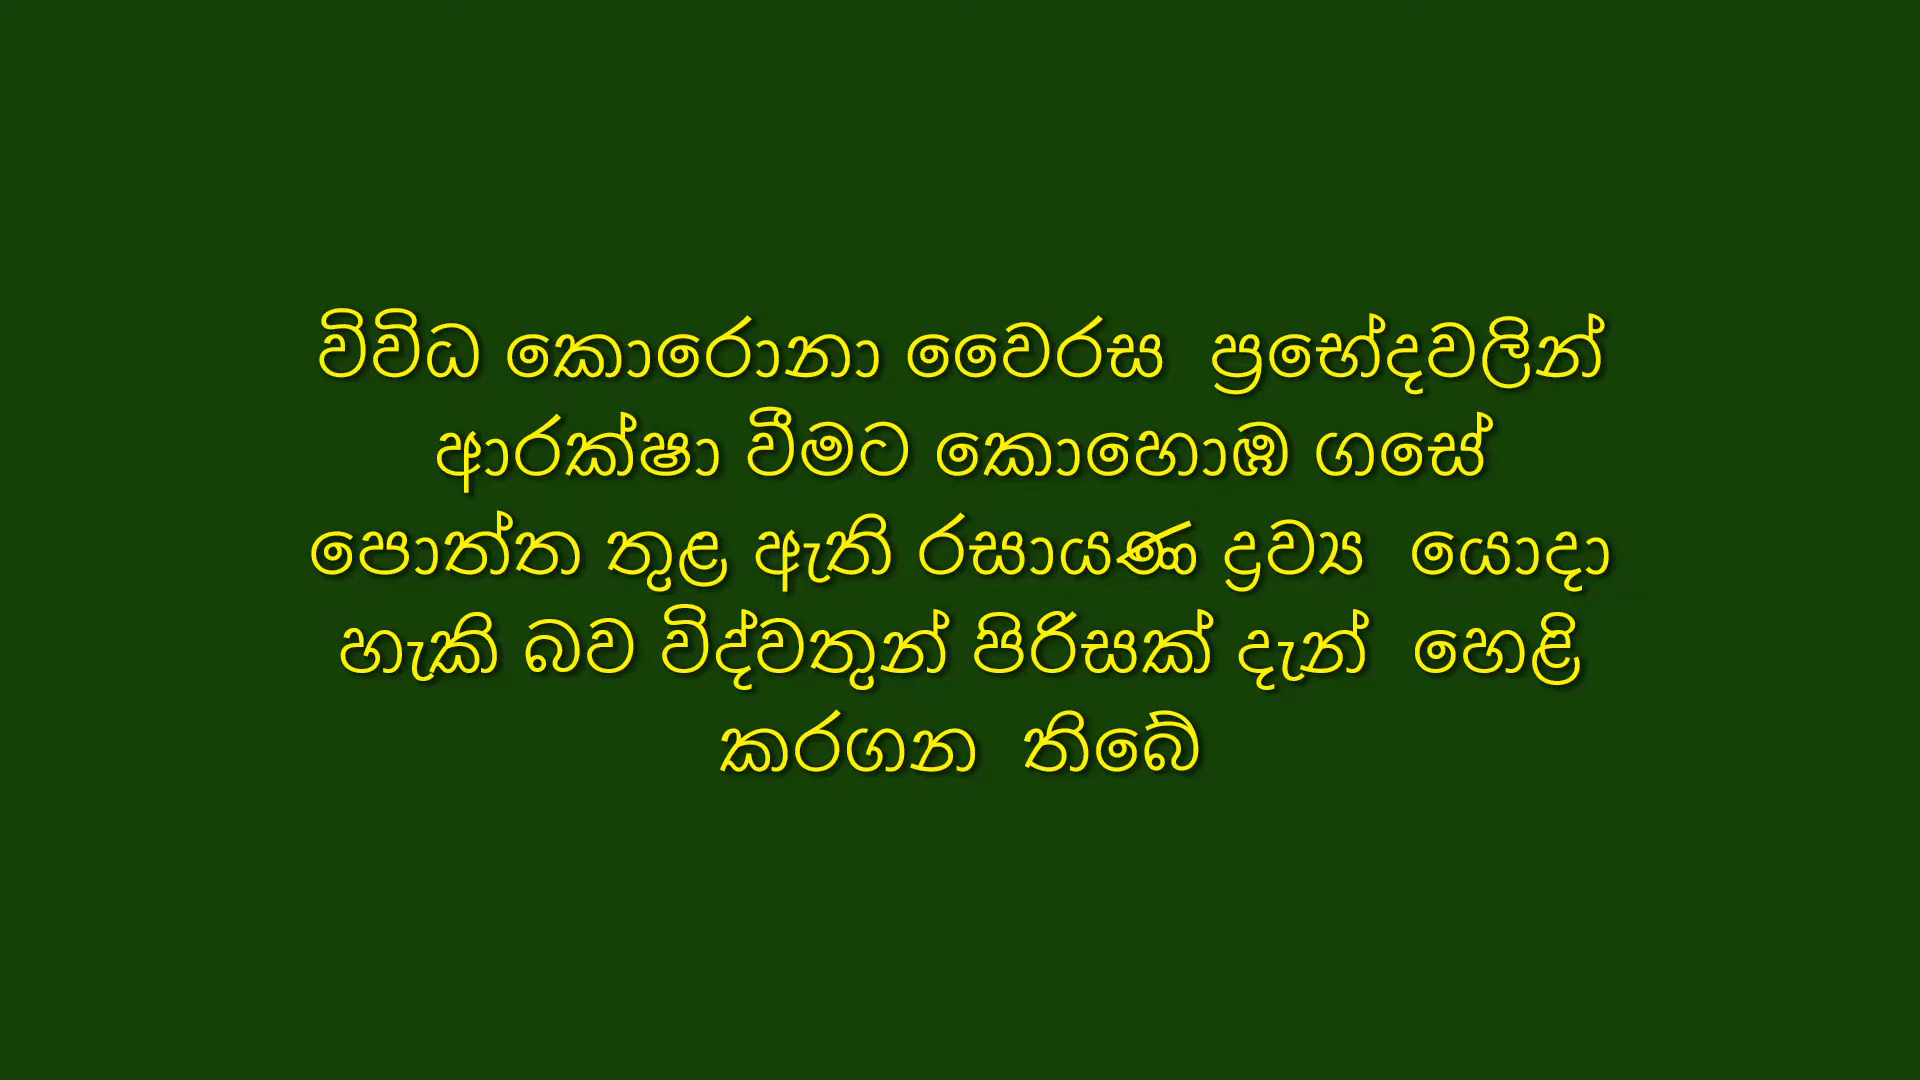 විවිධ කොරොනා වෛරස ප්‍රභේදවලින්
ආරක්ෂා වීමට කොහොඹ ගසේ
පොත්ත තුළ ඇති රසායණ ද්‍රව්‍ය යොදා
හැකි බව විද්වතුන් පිරිසක් දැන් හෙළි
කරගන තිබේ